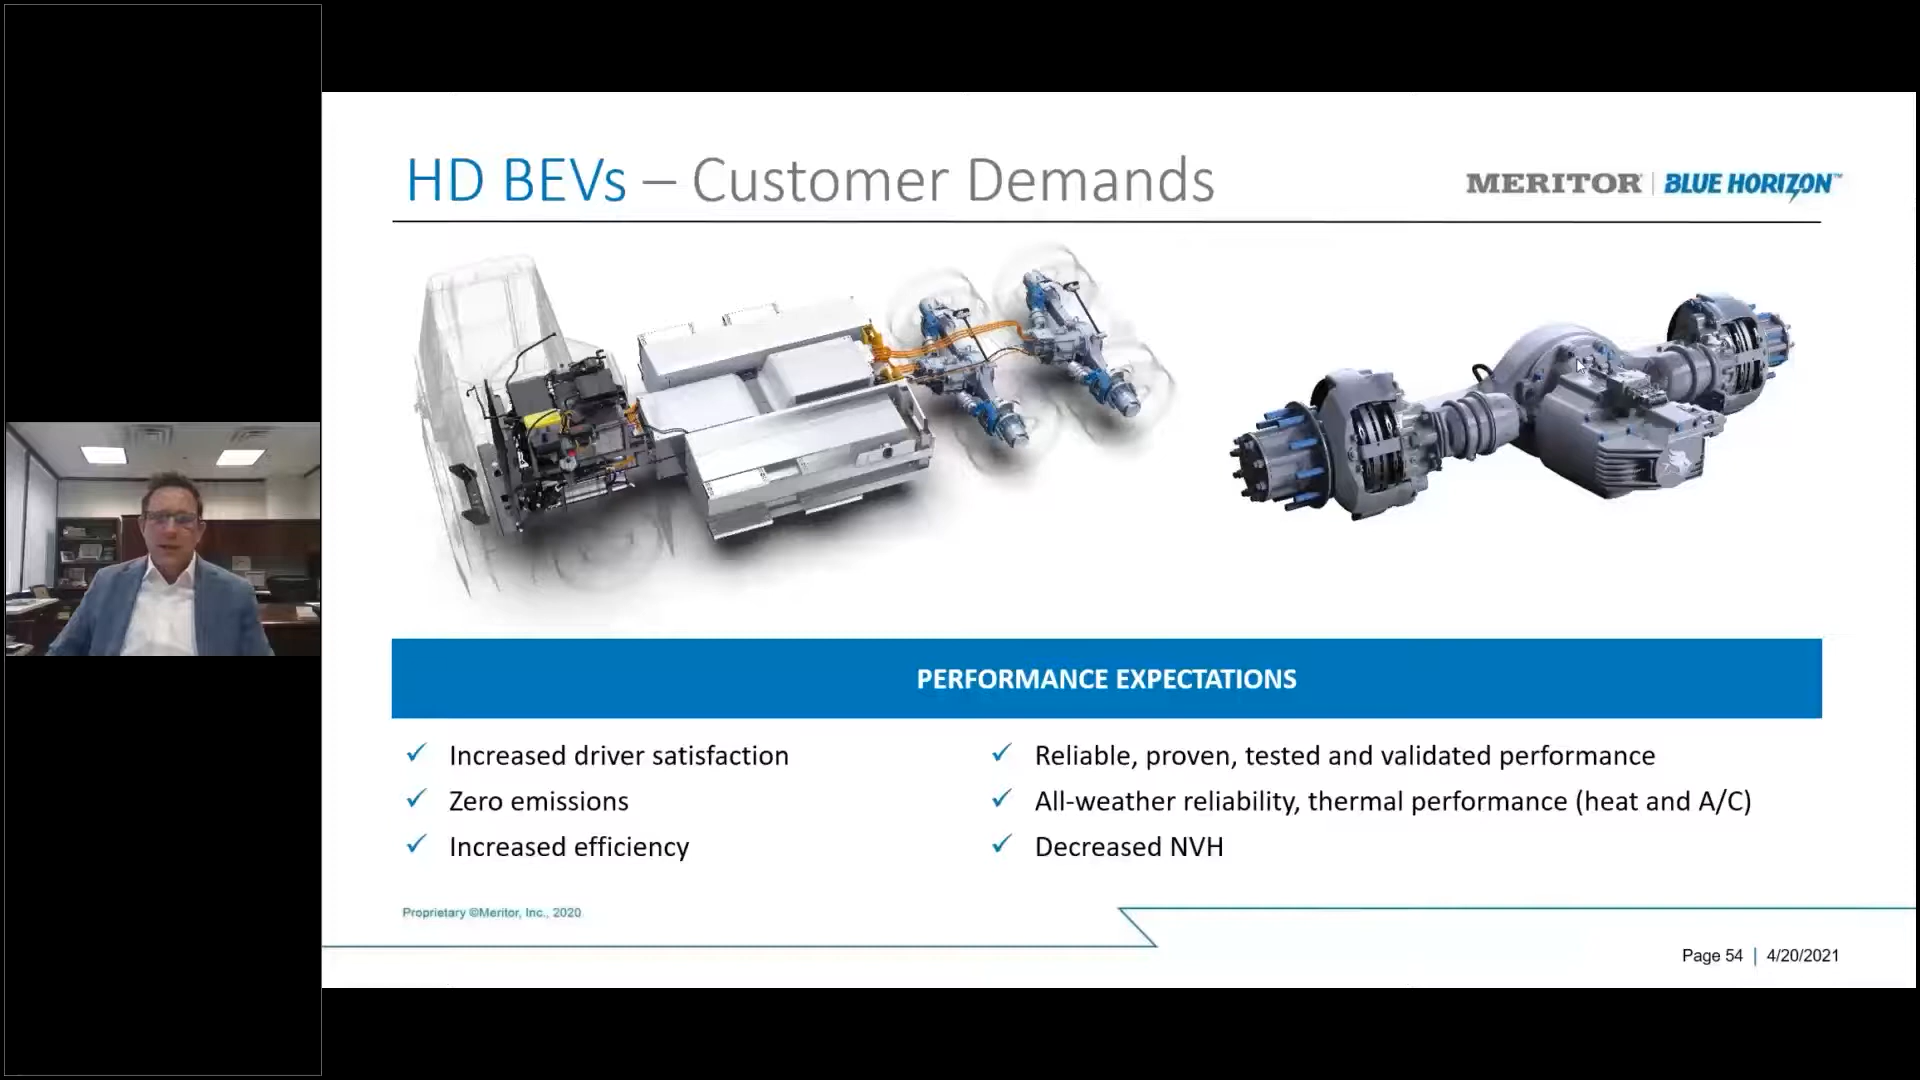 HD BEVs – Customer Demands
MERITOR | BLUE HORIZON™
PERFORMANCE EXPECTATIONS
✓ Increased driver satisfaction
✓ Zero emissions
✓ Increased efficiency
✓ Reliable, proven, tested and validated performance
✓ All-weather reliability, thermal performance (heat and A/C)
✓ Decreased NVH
Proprietary ©Meritor, Inc., 2020
Page 54 | 4/20/2021